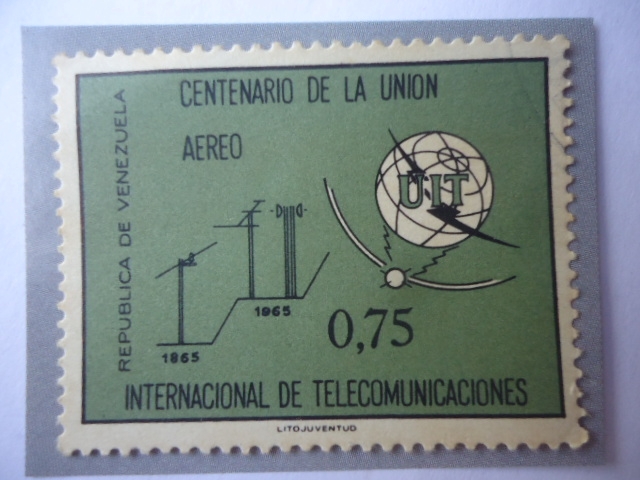 CENTENARIO DE LA UNION
AEREO
REPUBLICA DE VENEZUELA
UIT
1865
1965
0,75
INTERNACIONAL DE TELECOMUNICACIONES
LITOJUVENTUD